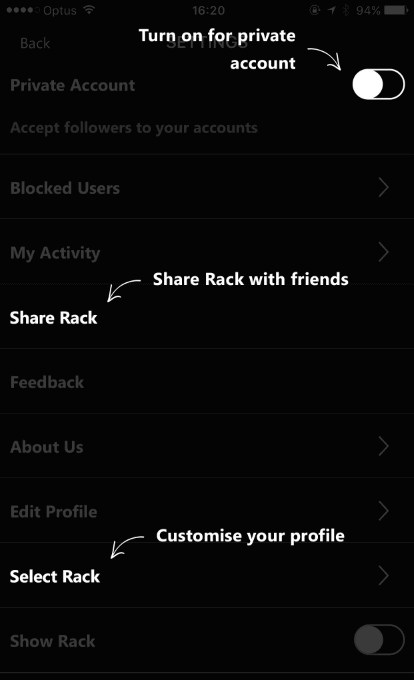 Optus 16:20 94%
Back SETTINGS
Turn on for private
account
Private Account
Accept followers to your accounts
Blocked Users
My Activity
Share Rack with friends
Share Rack
Feedback
About Us
Edit Profile
Customise your profile
Select Rack
Show Rack